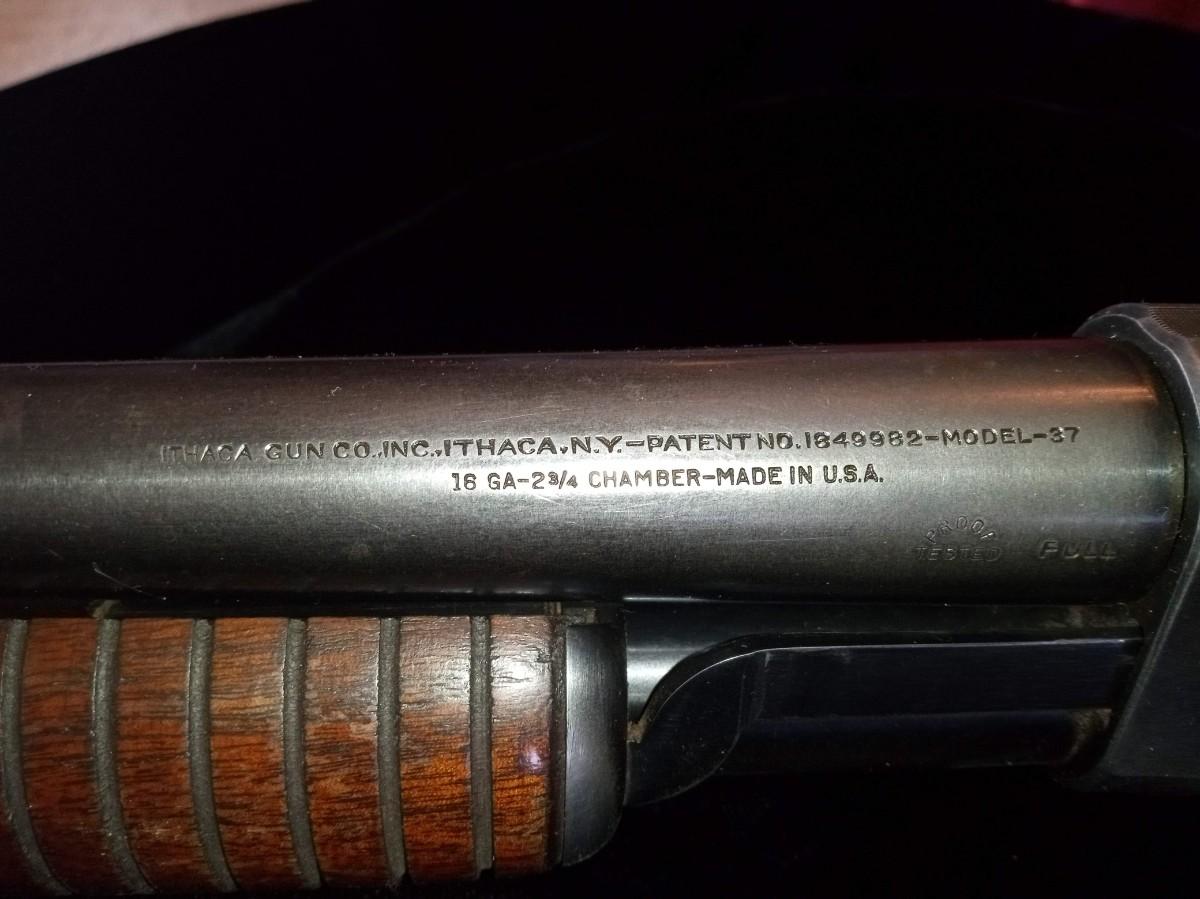 ITHACA GUN CO.,INC.,ITHACA,N.Y.–PATENT NO.1849982–MODEL–37
16 GA–2¾ CHAMBER–MADE IN U.S.A.
PROOF
TESTED FULL